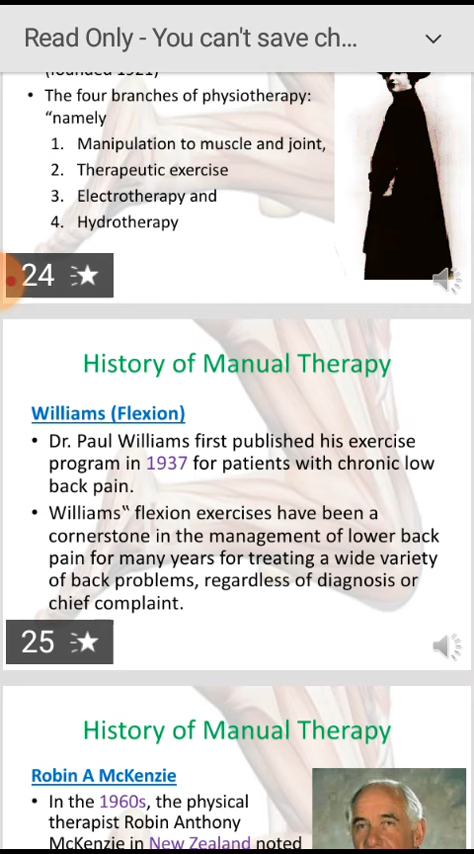 Read Only - You can't save ch...
(founded 1921)
• The four branches of physiotherapy:
“namely
1. Manipulation to muscle and joint,
2. Therapeutic exercise
3. Electrotherapy and
4. Hydrotherapy
24
History of Manual Therapy
Williams (Flexion)
• Dr. Paul Williams first published his exercise
program in 1937 for patients with chronic low
back pain.
• Williams‟ flexion exercises have been a
cornerstone in the management of lower back
pain for many years for treating a wide variety
of back problems, regardless of diagnosis or
chief complaint.
25
History of Manual Therapy
Robin A McKenzie
• In the 1960s, the physical
therapist Robin Anthony
McKenzie in New Zealand noted